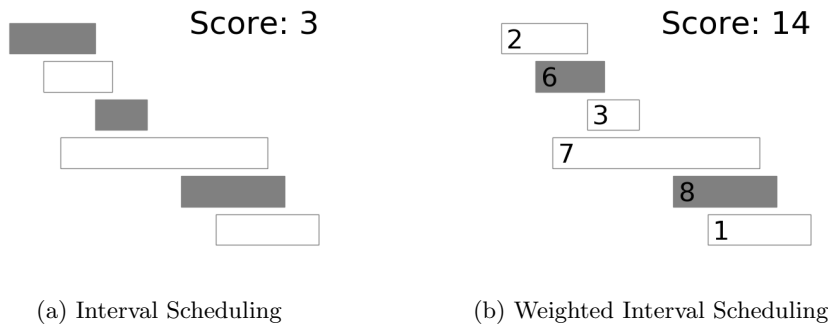 Score: 3
(a) Interval Scheduling
Score: 14
2
6
3
7
8
1
(b) Weighted Interval Scheduling